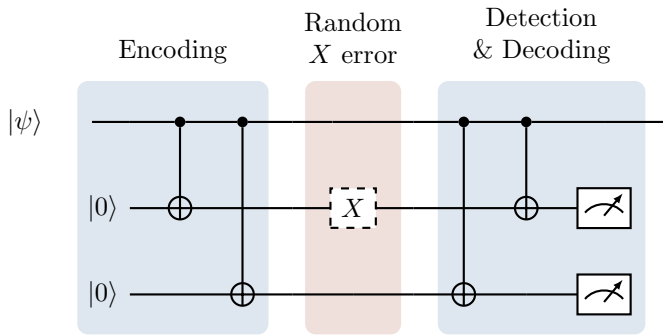 Encoding
Random
X error
Detection
& Decoding
|ψ⟩
|0⟩
X
|0⟩